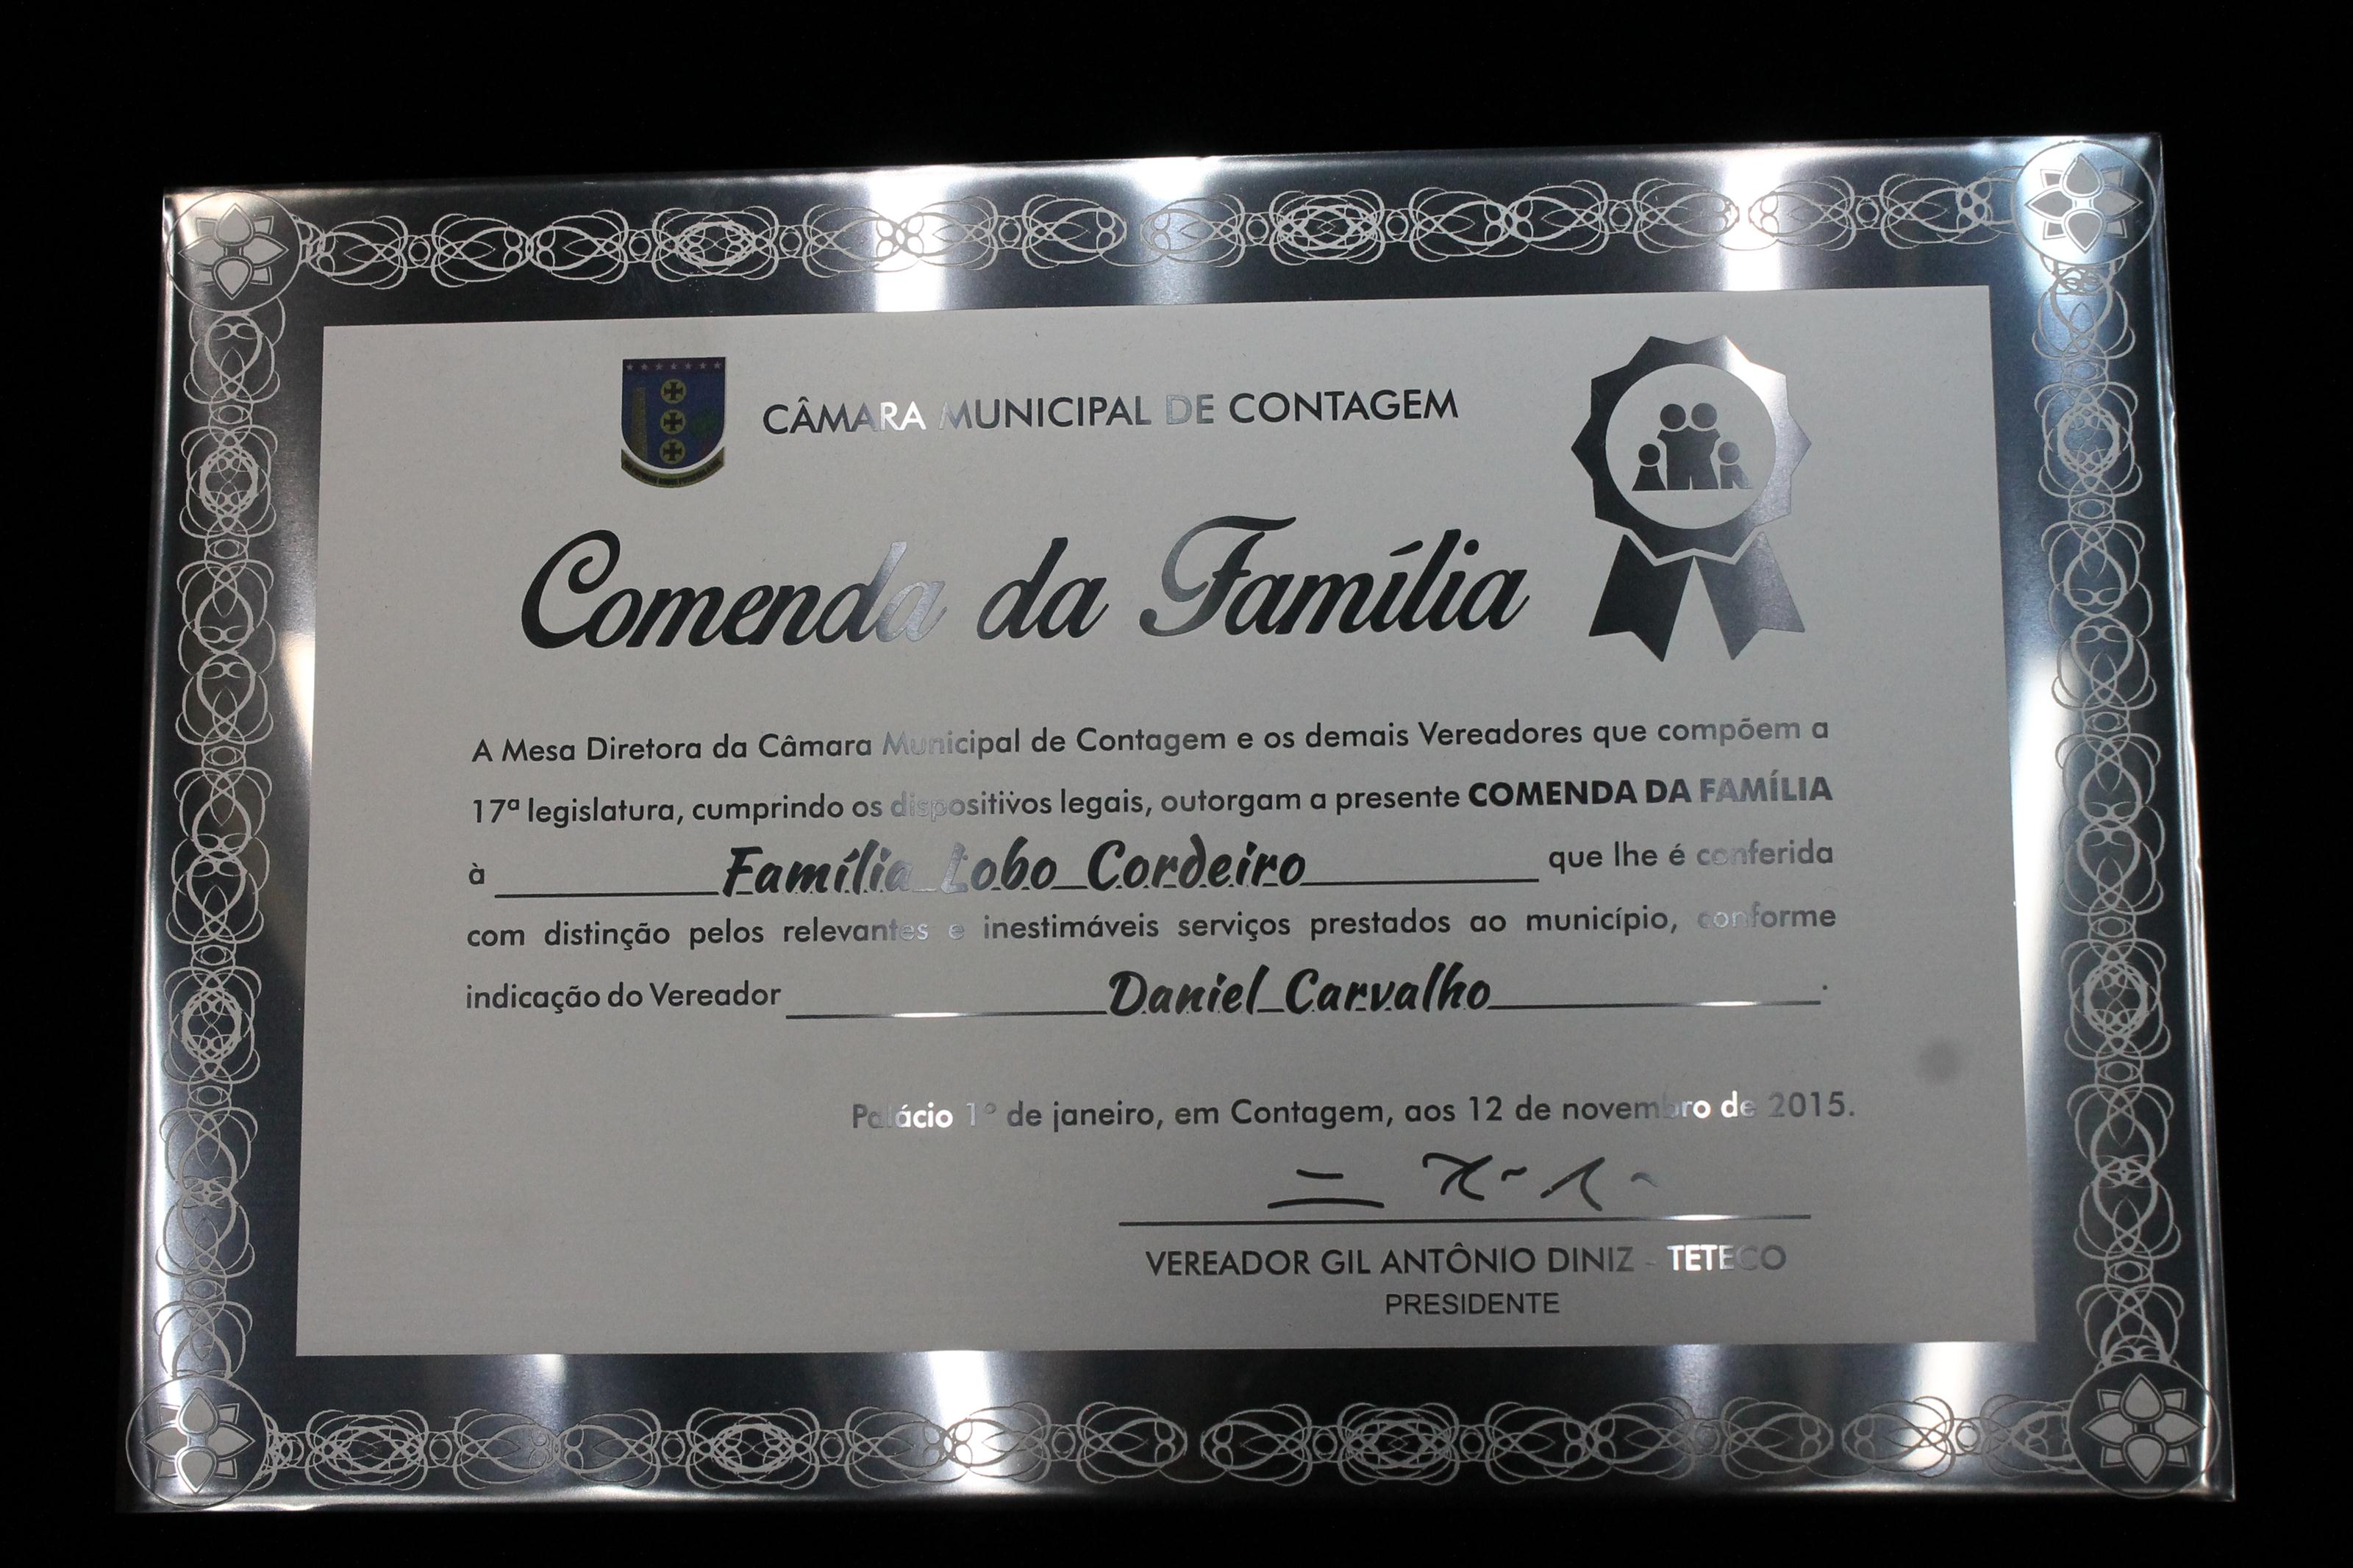 CÂMARA MUNICIPAL DE CONTAGEM
Comenda da Família
A Mesa Diretora da Câmara Municipal de Contagem e os demais Vereadores que compõem a
17ª legislatura, cumprindo os dispositivos legais, outorgam a presente COMENDA DA FAMÍLIA
à Família Lobo Cordeiro que lhe é conferida
com distinção pelos relevantes e inestimáveis serviços prestados ao município, conforme
indicação do Vereador Daniel Carvalho.
Palácio 1º de janeiro, em Contagem, aos 12 de novembro de 2015.
VEREADOR GIL ANTÔNIO DINIZ - TETECO
PRESIDENTE